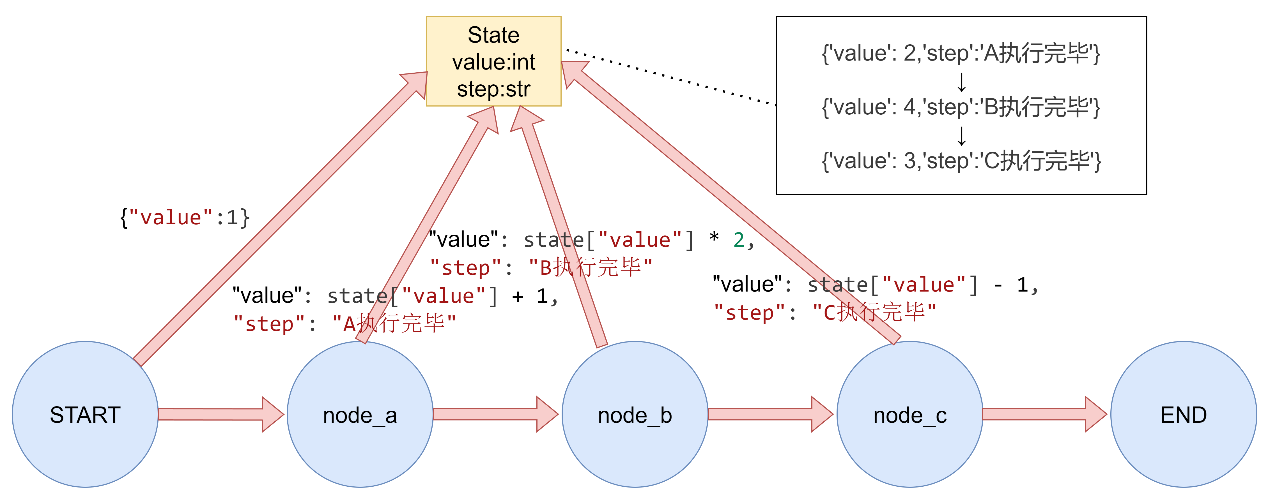 State
value:int
step:str
{'value': 2,'step':'A执行完毕'}
↓
{'value': 4,'step':'B执行完毕'}
↓
{'value': 3,'step':'C执行完毕'}
{"value":1}
"value": state["value"] * 2,
"step": "B执行完毕"
"value": state["value"] + 1,
"step": "A执行完毕"
"value": state["value"] - 1,
"step": "C执行完毕"
START
node_a
node_b
node_c
END